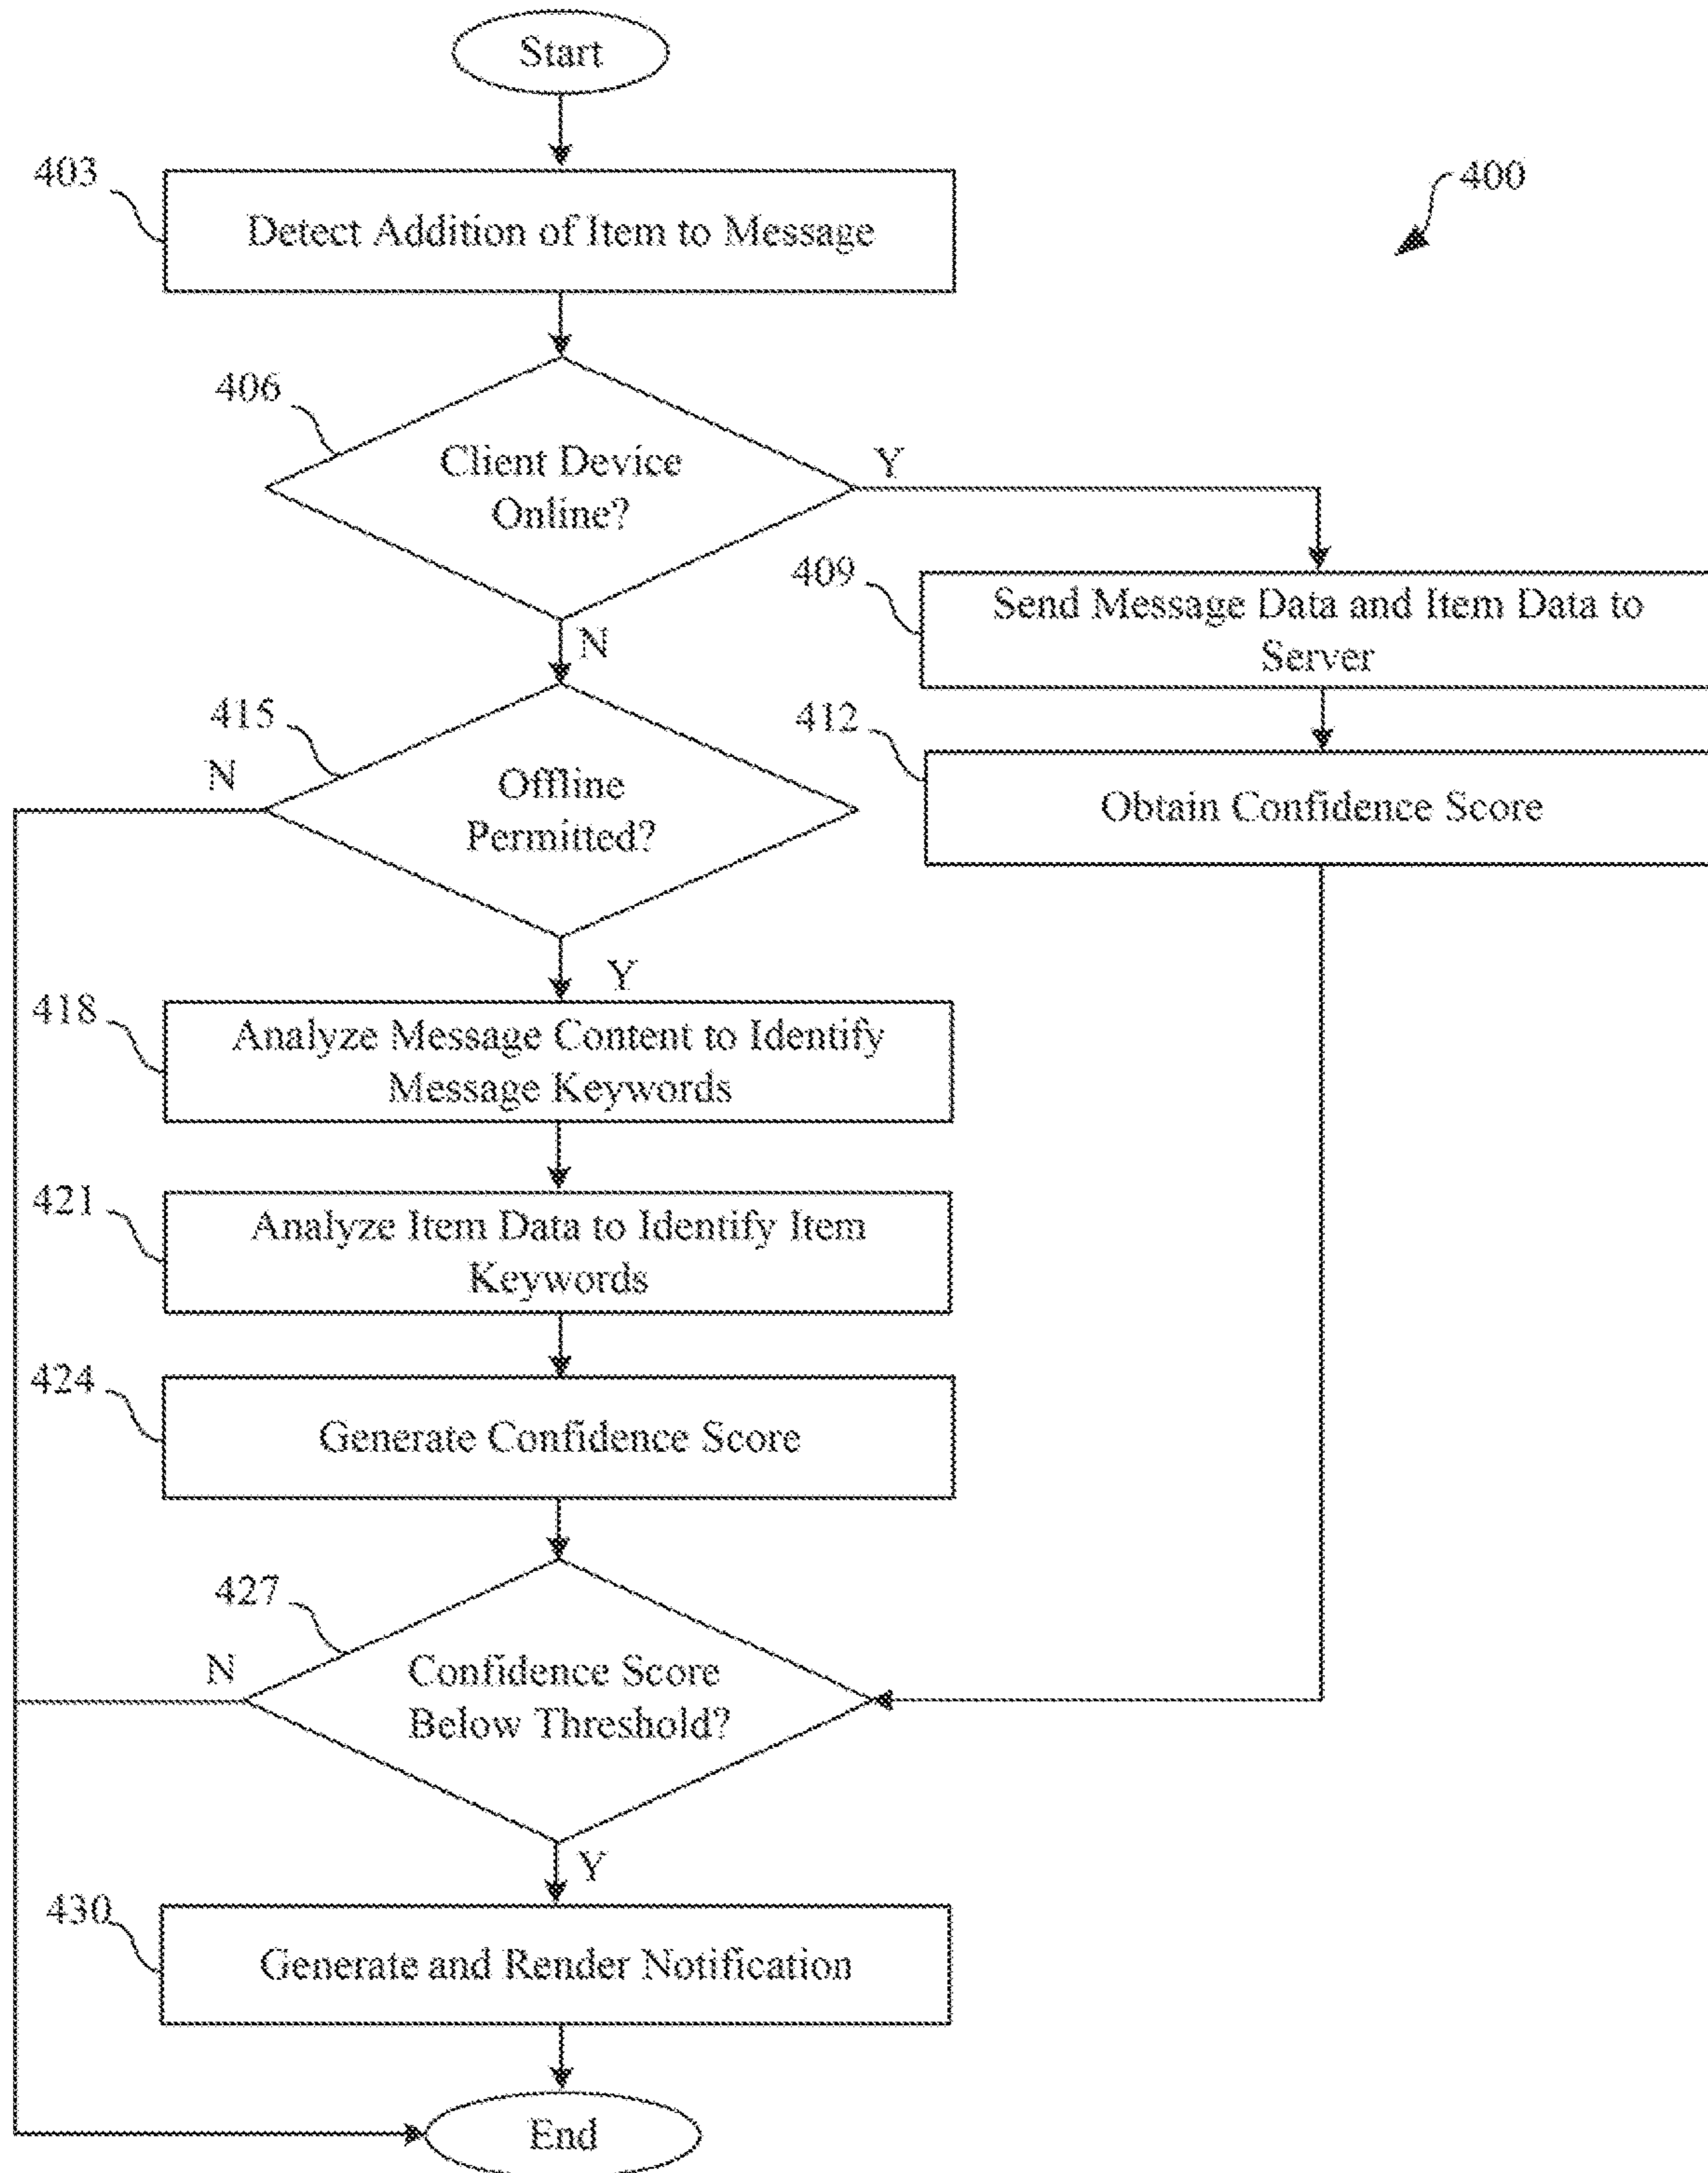 Start
403
400
Detect Addition of Item to Message
406
Client Device
Online?
Y
409
Send Message Data and Item Data to
Server
N
415
412
N
Offline
Permitted?
Obtain Confidence Score
Y
418
Analyze Message Content to Identify
Message Keywords
421
Analyze Item Data to Identify Item
Keywords
424
Generate Confidence Score
427
N
Confidence Score
Below Threshold?
Y
430
Generate and Render Notification
End